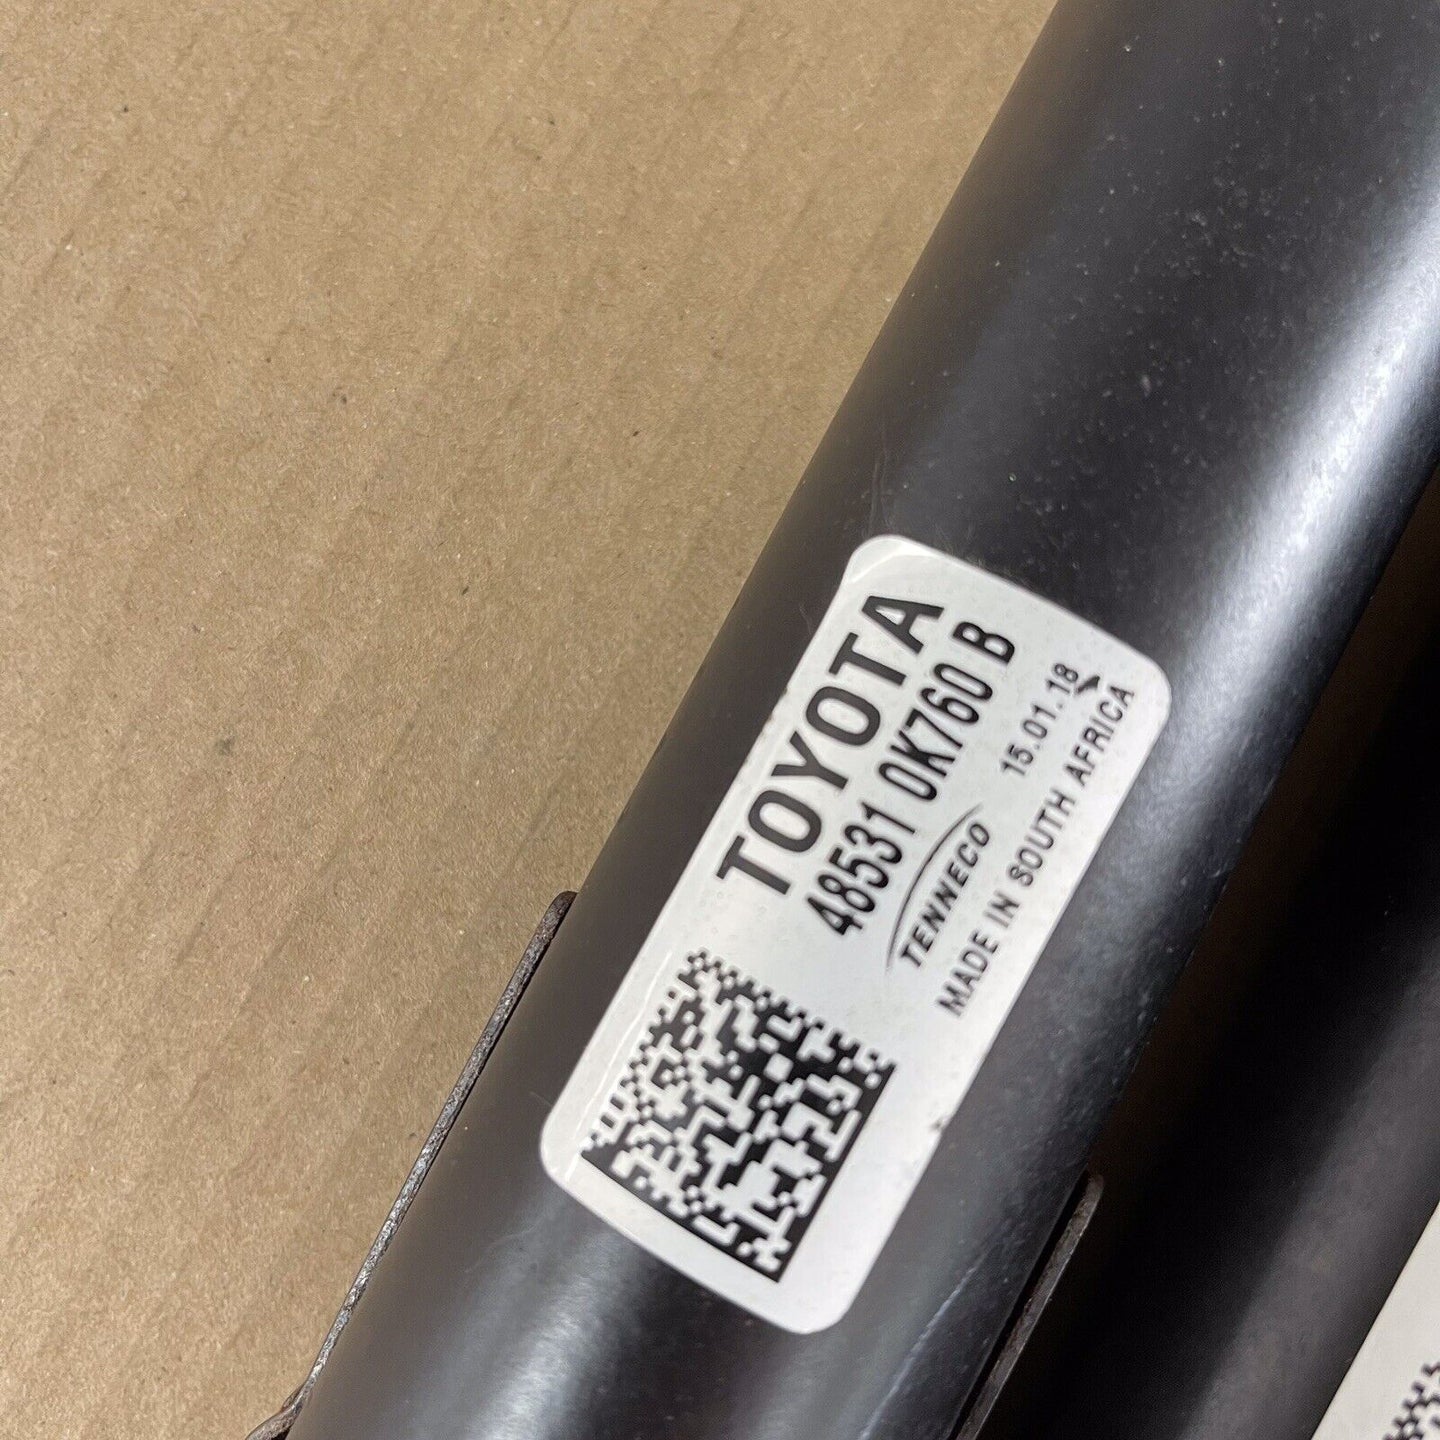 TOYOTA
48531 0K760 B
15.01.18
TENNECO
MADE IN SOUTH AFRICA